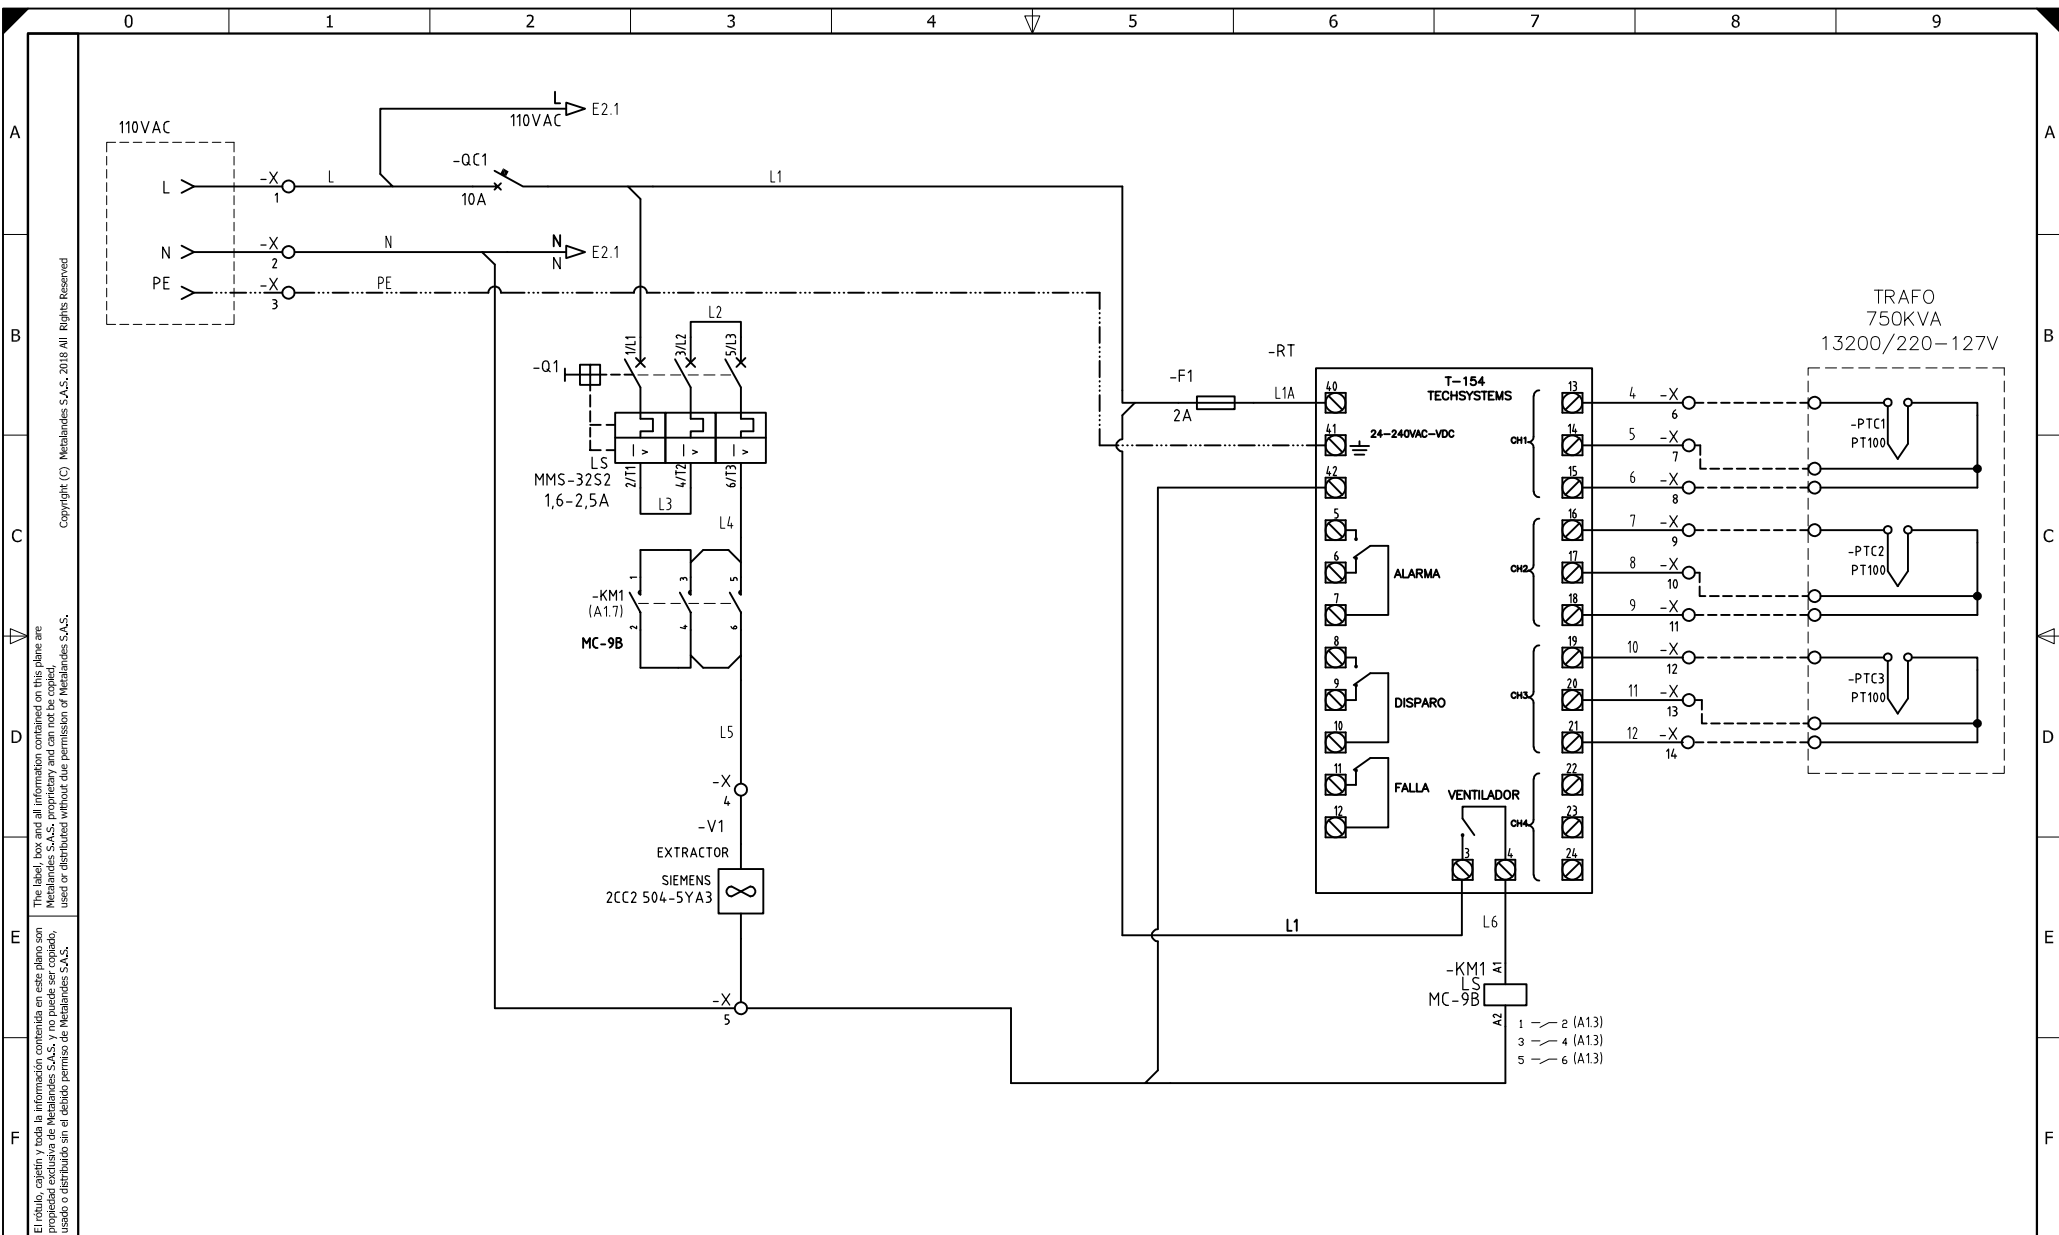 0 1 2 3 4 5 6 7 8 9
A
B
C
D
E
F
A
B
C
D
E
F
Copyright (C) Metalandes S.A.S. 2018 All Rights Reserved
The label, box and all information contained on this plane are
Metalandes S.A.S. proprietary and can not be copied,
used or distributed without due permission of Metalandes S.A.S.
El rótulo, cajetín y toda la información contenida en este plano son
propiedad exclusiva de Metalandes S.A.S. y no puede ser copiado,
usado o distribuido sin el debido permiso de Metalandes S.A.S.
110VAC
L
-X
1
L
N
-X
2
N
PE
-X
3
PE
L
110VAC
E2.1
-QC1
10A
L1
N
N
E2.1
L2
-Q1
1/L1
3/L2
5/L3
I >
I >
I >
LS
MMS-32S2
1,6-2,5A
2/T1
4/T2
6/T3
L3
L4
1
3
5
-KM1
(A1.7)
2
4
6
MC-9B
L5
-X
4
-V1
EXTRACTOR
SIEMENS
2CC2 504-5YA3
-X
5
-F1
2A
L1A
-RT
T-154
TECHSYSTEMS
24-240VAC-VDC
40
41
42
5
6
7
ALARMA
8
9
10
DISPARO
11
12
FALLA
VENTILADOR
3
4
CH1
13
14
15
CH2
16
17
18
CH3
19
20
21
CH4
22
23
24
L1
L6
-KM1
LS
MC-9B
A1
A2
1 2 (A1.3)
3 4 (A1.3)
5 6 (A1.3)
4 -X
6
5 -X
7
6 -X
8
7 -X
9
8 -X
10
9 -X
11
10 -X
12
11 -X
13
12 -X
14
TRAFO
750KVA
13200/220-127V
-PTC1
PT100
-PTC2
PT100
-PTC3
PT100